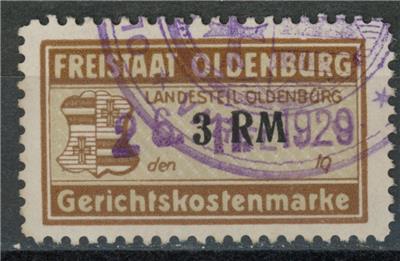 FREISTAAT OLDENBURG
LANDESTEIL OLDENBURG
3 RM
den 19
Gerichtskostenmarke